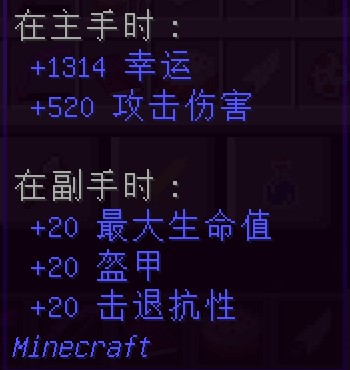 在主手时：
+1314 幸运
+520 攻击伤害
在副手时：
+20 最大生命值
+20 盔甲
+20 击退抗性
Minecraft